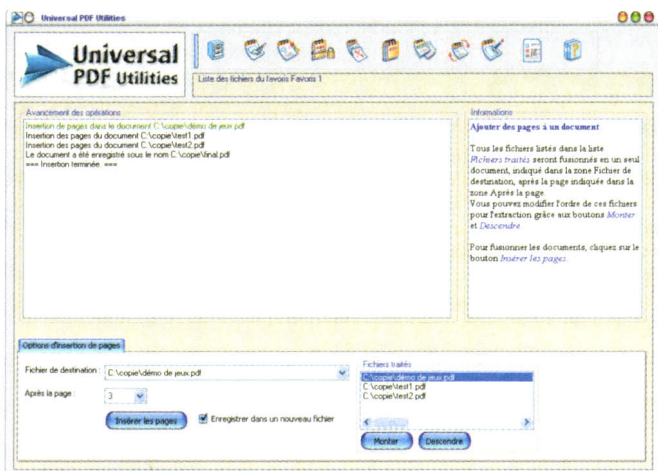 Universal PDF Utilities
Universal
PDF Utilities
Liste des fichiers du favoris Favoris 1
Avancement des opérations
Insertion de pages dans le document C:\copie\démo de jeux.pdf
Insertion des pages du document C:\copie\test1.pdf
Insertion des pages du document C:\copie\test2.pdf
Le document a été enregistré sous le nom C:\copie\final.pdf
=== Insertion terminée. ===
Informations
Ajouter des pages à un document
Tous les fichiers listés dans la liste
Fichiers traités seront fusionnés en un seul
document, indiqué dans la zone Fichier de
destination, après la page indiquée dans la
zone Après la page.
Vous pouvez modifier l'ordre de ces fichiers
pour l'extraction grâce aux boutons Monter
et Descendre.
Pour fusionner les documents, cliquez sur le
bouton Insérer les pages.
Options d'insertion de pages
Fichier de destination : C:\copie\démo de jeux.pdf
Après la page : 3
Insérer les pages
Enregistrer dans un nouveau fichier
Fichiers traités
C:\copie\démo de jeux.pdf
C:\copie\test1.pdf
C:\copie\test2.pdf
Monter
Descendre